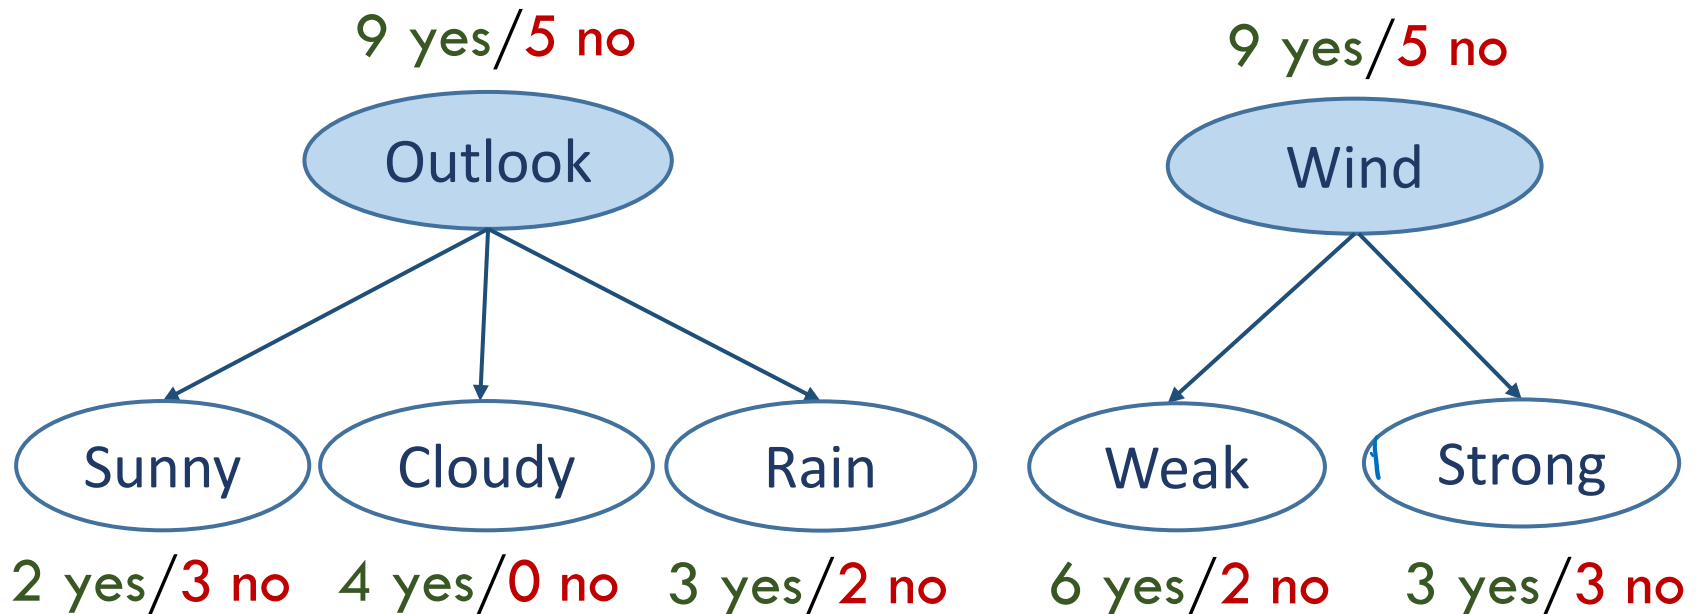 9 yes/5 no
Outlook
Sunny
Cloudy
Rain
2 yes/3 no
4 yes/0 no
3 yes/2 no
9 yes/5 no
Wind
Weak
Strong
6 yes/2 no
3 yes/3 no